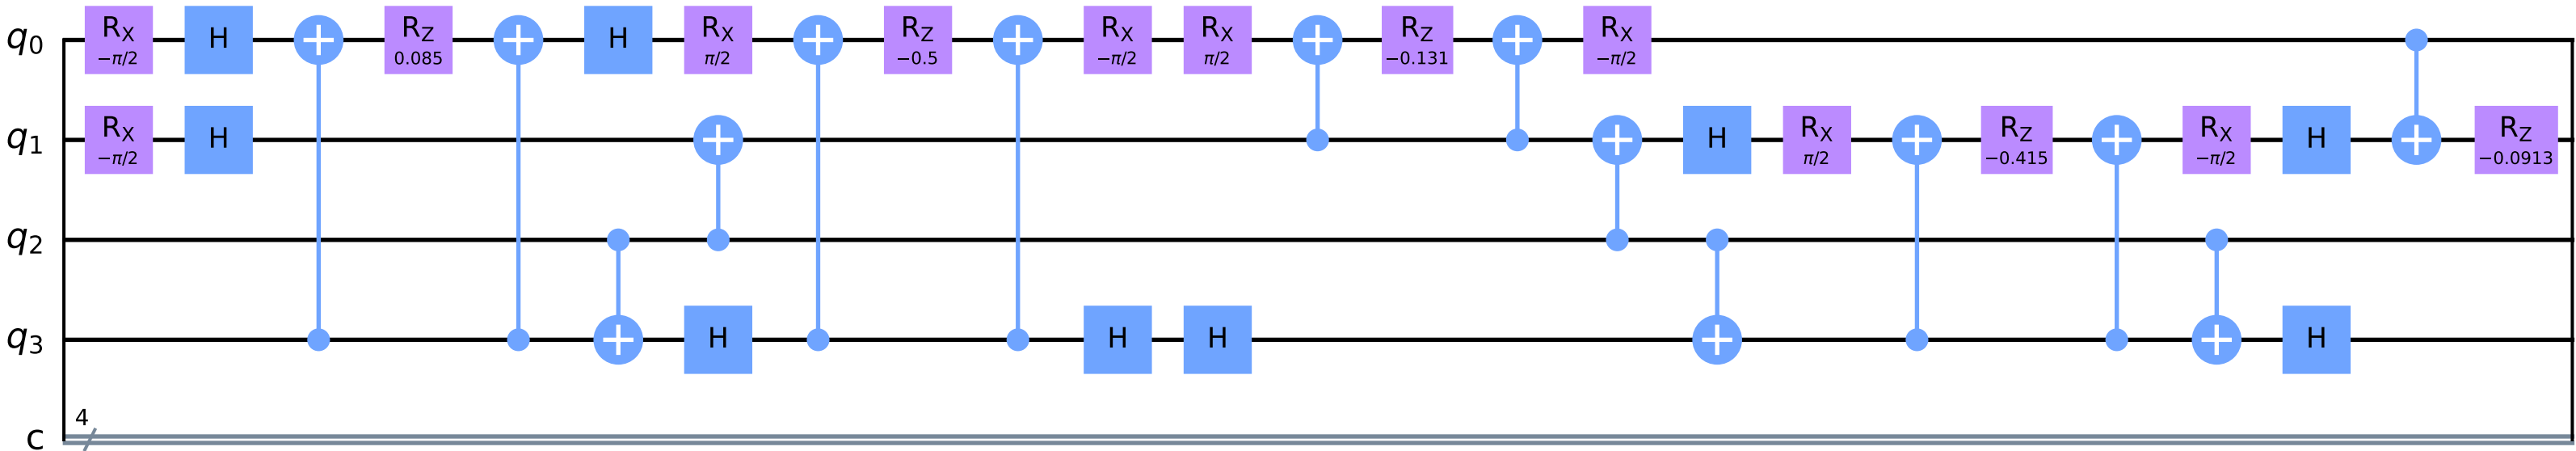 q0 RX −π/2 H RZ 0.085 H RX π/2 RZ −0.5 RX −π/2 RX π/2 RZ −0.131 RX −π/2
q1 RX −π/2 H H RX π/2 RZ −0.415 RX −π/2 H RZ −0.0913
q2
q3 H H H H
4
c